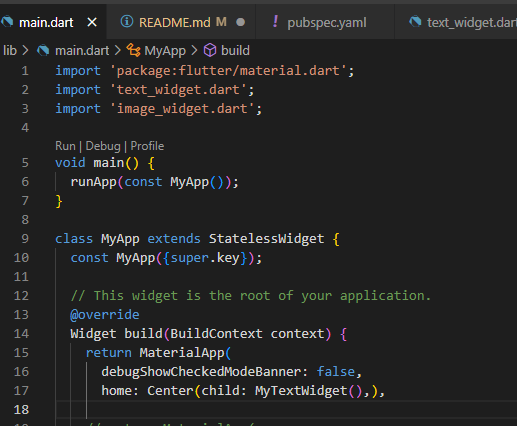 main.dart × README.md M pubspec.yaml text_widget.dart
lib > main.dart > MyApp > build
1 import 'package:flutter/material.dart';
2 import 'text_widget.dart';
3 import 'image_widget.dart';
4
Run | Debug | Profile
5 void main() {
6 runApp(const MyApp());
7 }
8
9 class MyApp extends StatelessWidget {
10 const MyApp({super.key});
11
12 // This widget is the root of your application.
13 @override
14 Widget build(BuildContext context) {
15 return MaterialApp(
16 debugShowCheckedModeBanner: false,
17 home: Center(child: MyTextWidget(),),
18